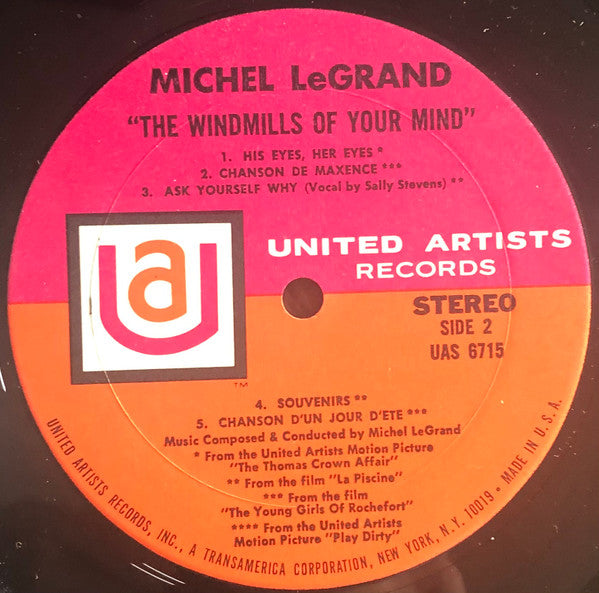 MICHEL LeGRAND
"THE WINDMILLS OF YOUR MIND"
1. HIS EYES, HER EYES *
2. CHANSON DE MAXENCE ***
3. ASK YOURSELF WHY (Vocal by Sally Stevens) **
ua
TM
UNITED ARTISTS
RECORDS
STEREO
SIDE 2
UAS 6715
4. SOUVENIRS **
5. CHANSON D'UN JOUR D'ETE ***
Music Composed & Conducted by Michel LeGrand
* From the United Artists Motion Picture
"The Thomas Crown Affair"
** From the film "La Piscine"
*** From the film
"The Young Girls Of Rochefort"
**** From the United Artists
Motion Picture "Play Dirty"
UNITED ARTISTS RECORDS, INC., A TRANSAMERICA CORPORATION, NEW YORK, N.Y. 10019 • MADE IN U.S.A.